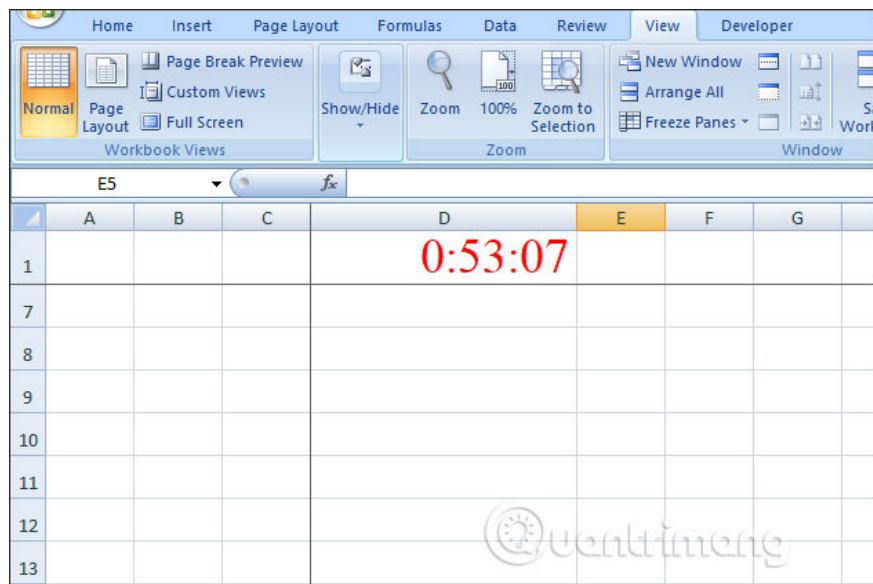 Home Insert Page Layout Formulas Data Review View Developer
Normal Page Layout Page Break Preview Custom Views Full Screen
Show/Hide Zoom 100% Zoom to Selection
New Window Arrange All Freeze Panes
Workbook Views Zoom Window
E5 fx
A B C D E F G
1 0:53:07
7
8
9
10
11
12
13
Quantrimang